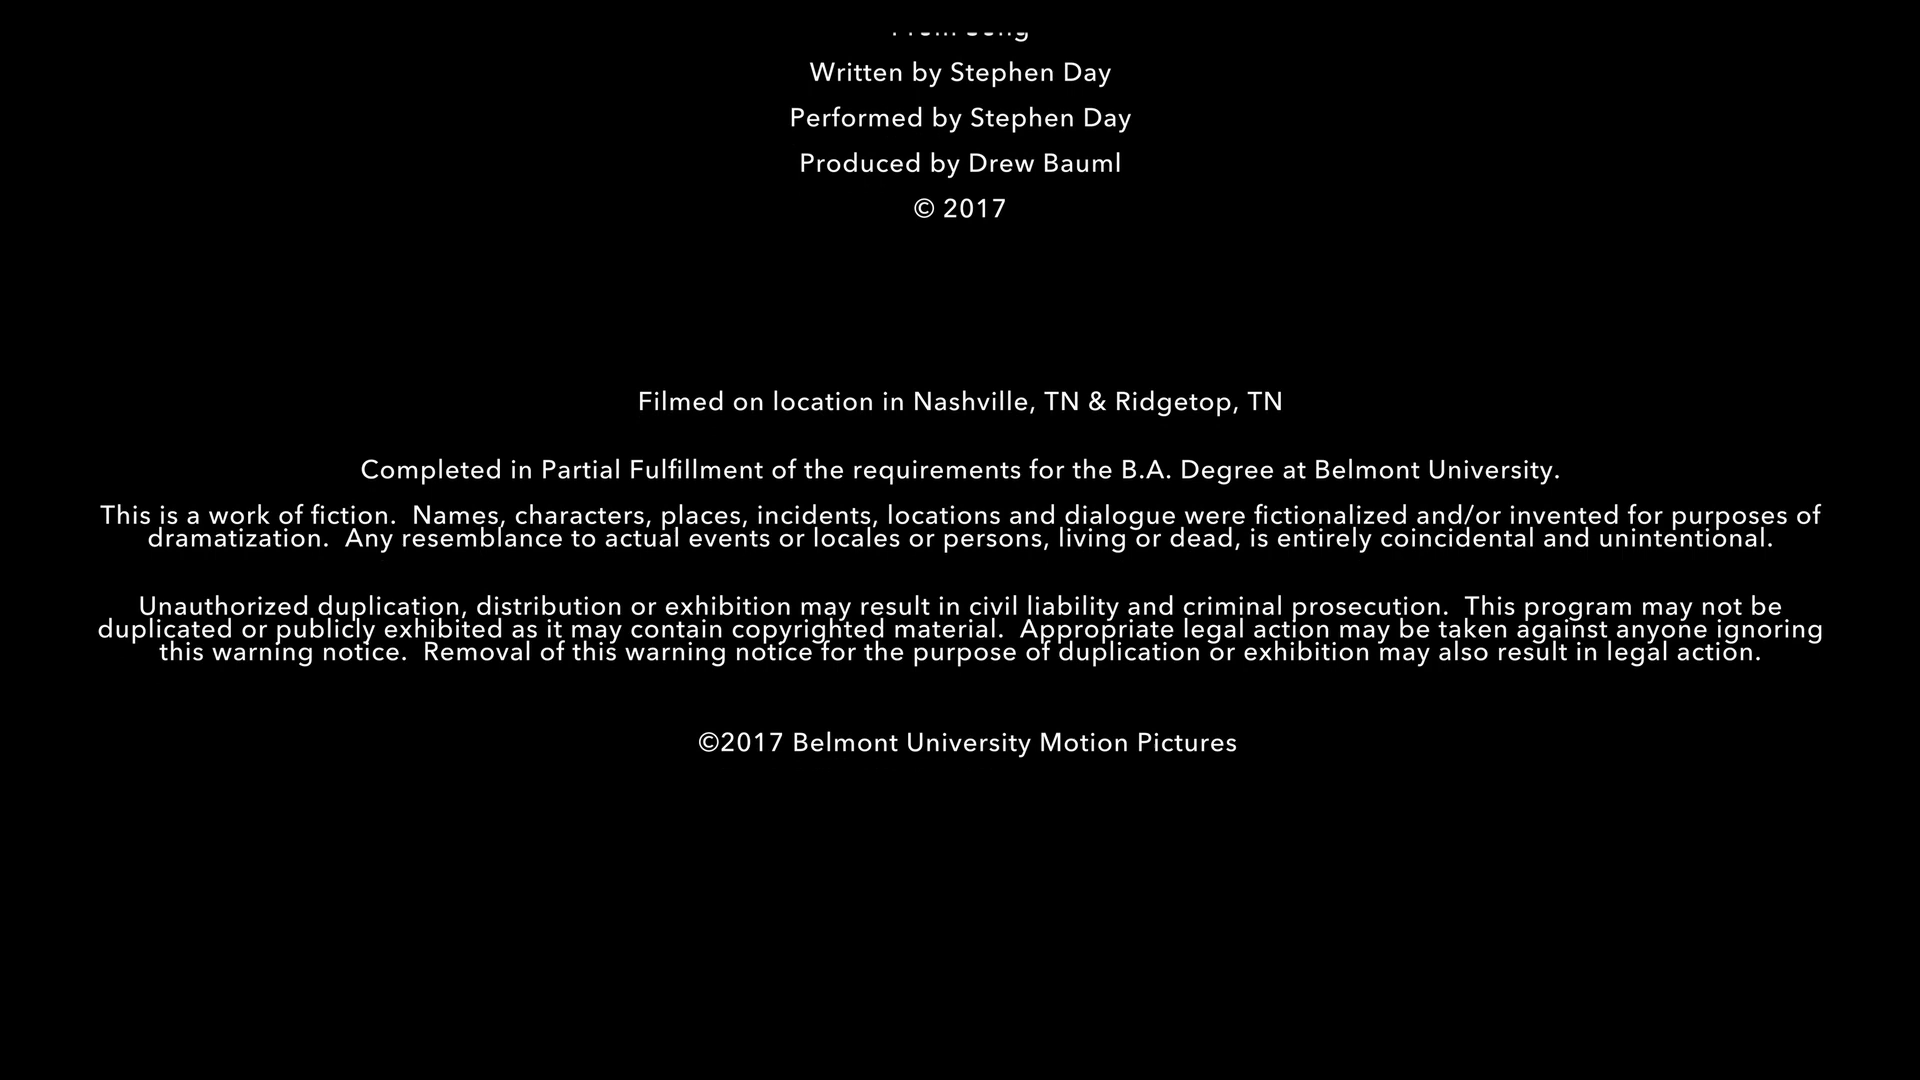 Written by Stephen Day
Performed by Stephen Day
Produced by Drew Bauml
© 2017
Filmed on location in Nashville, TN & Ridgetop, TN
Completed in Partial Fulfillment of the requirements for the B.A. Degree at Belmont University.
This is a work of fiction.  Names, characters, places, incidents, locations and dialogue were fictionalized and/or invented for purposes of
dramatization.  Any resemblance to actual events or locales or persons, living or dead, is entirely coincidental and unintentional.
Unauthorized duplication, distribution or exhibition may result in civil liability and criminal prosecution.  This program may not be
duplicated or publicly exhibited as it may contain copyrighted material.  Appropriate legal action may be taken against anyone ignoring
this warning notice.  Removal of this warning notice for the purpose of duplication or exhibition may also result in legal action.
©2017 Belmont University Motion Pictures